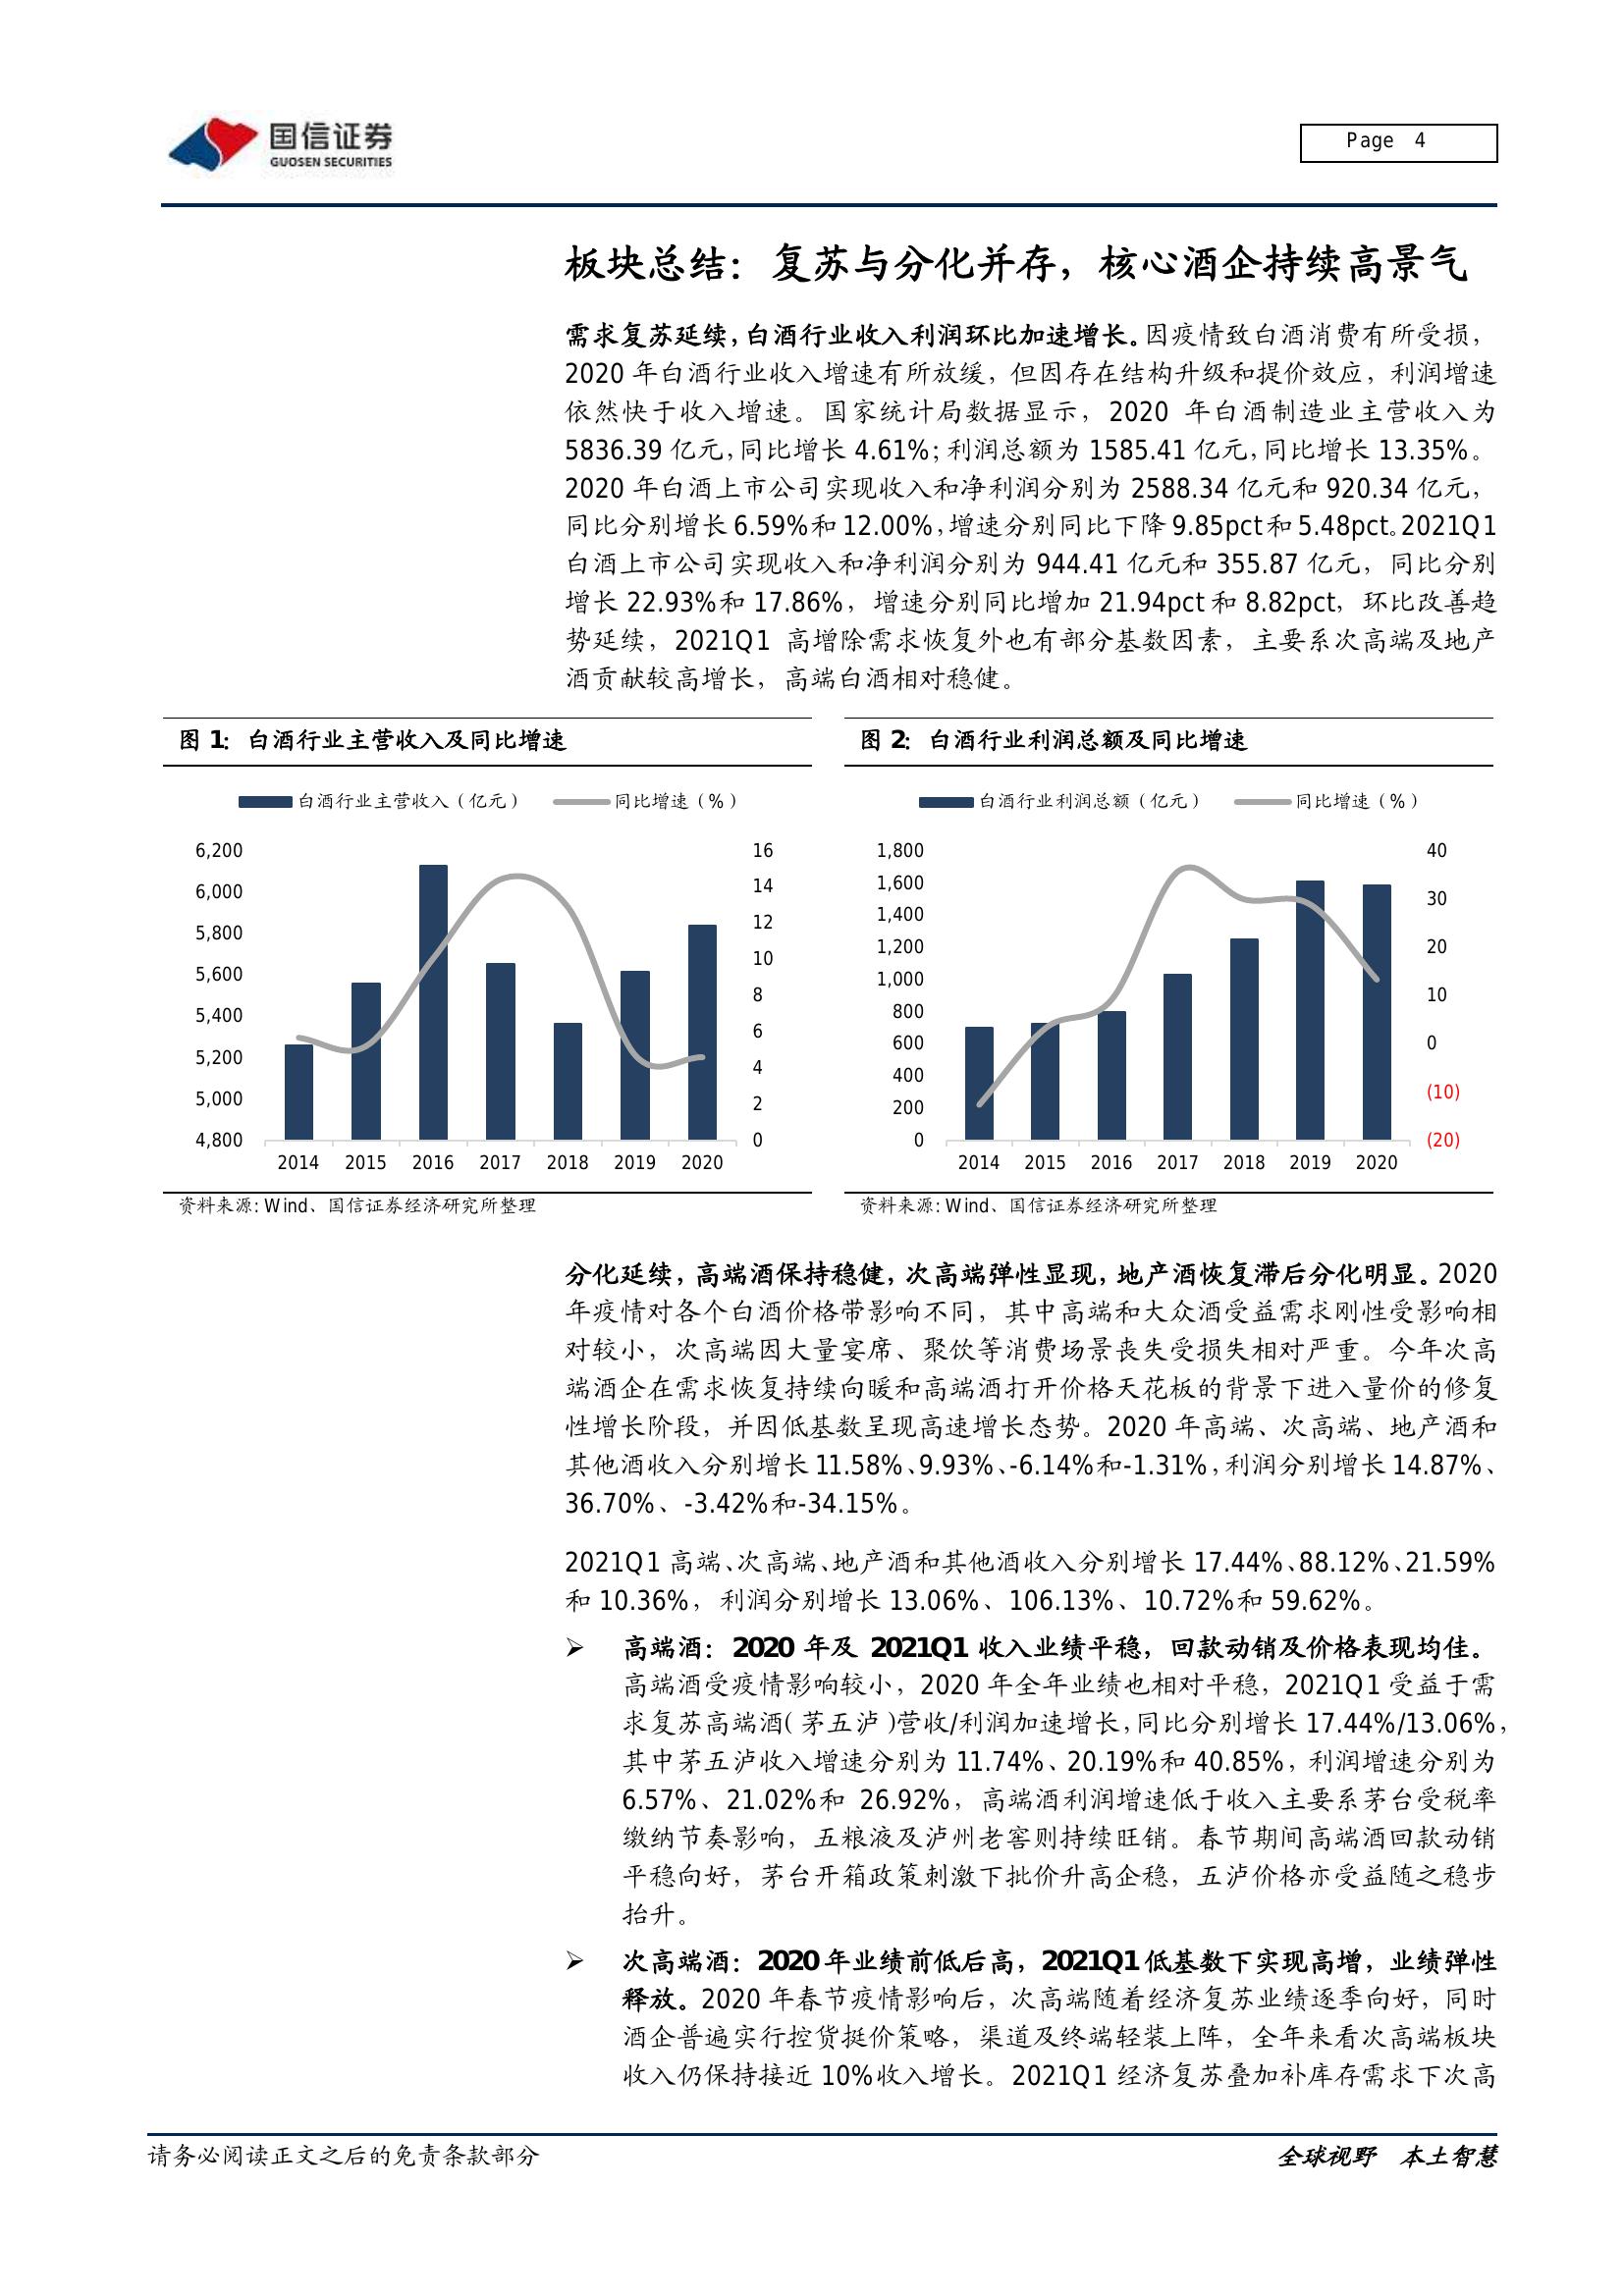 国信证券
GUOSEN SECURITIES
Page 4
板块总结：复苏与分化并存，核心酒企持续高景气
需求复苏延续，白酒行业收入利润环比加速增长。因疫情致白酒消费有所受损，
2020 年白酒行业收入增速有所放缓，但因存在结构升级和提价效应，利润增速
依然快于收入增速。国家统计局数据显示，2020 年白酒制造业主营收入为
5836.39 亿元，同比增长 4.61%；利润总额为 1585.41 亿元，同比增长 13.35%。
2020 年白酒上市公司实现收入和净利润分别为 2588.34 亿元和 920.34 亿元，
同比分别增长 6.59%和 12.00%，增速分别同比下降 9.85pct 和 5.48pct。2021Q1
白酒上市公司实现收入和净利润分别为 944.41 亿元和 355.87 亿元，同比分别
增长 22.93%和 17.86%，增速分别同比增加 21.94pct 和 8.82pct，环比改善趋
势延续，2021Q1 高增除需求恢复外也有部分基数因素，主要系次高端及地产
酒贡献较高增长，高端白酒相对稳健。
图 1：白酒行业主营收入及同比增速
白酒行业主营收入（亿元）
同比增速（%）
6,200
6,000
5,800
5,600
5,400
5,200
5,000
4,800
16
14
12
10
8
6
4
2
0
2014 2015 2016 2017 2018 2019 2020
资料来源：Wind、国信证券经济研究所整理
图 2：白酒行业利润总额及同比增速
白酒行业利润总额（亿元）
同比增速（%）
1,800
1,600
1,400
1,200
1,000
800
600
400
200
0
40
30
20
10
0
(10)
(20)
2014 2015 2016 2017 2018 2019 2020
资料来源：Wind、国信证券经济研究所整理
分化延续，高端酒保持稳健，次高端弹性显现，地产酒恢复滞后分化明显。2020
年疫情对各个白酒价格带影响不同，其中高端和大众酒受益需求刚性受影响相
对较小，次高端因大量宴席、聚饮等消费场景丧失受损失相对严重。今年次高
端酒企在需求恢复持续向暖和高端酒打开价格天花板的背景下进入量价的修复
性增长阶段，并因低基数呈现高速增长态势。2020 年高端、次高端、地产酒和
其他酒收入分别增长 11.58%、9.93%、-6.14%和-1.31%，利润分别增长 14.87%、
36.70%、-3.42%和-34.15%。
2021Q1 高端、次高端、地产酒和其他酒收入分别增长 17.44%、88.12%、21.59%
和 10.36%，利润分别增长 13.06%、106.13%、10.72%和 59.62%。
➢ 高端酒：2020 年及 2021Q1 收入业绩平稳，回款动销及价格表现均佳。
高端酒受疫情影响较小，2020 年全年业绩也相对平稳，2021Q1 受益于需
求复苏高端酒（茅五泸）营收/利润加速增长，同比分别增长 17.44%/13.06%，
其中茅五泸收入增速分别为 11.74%、20.19%和 40.85%，利润增速分别为
6.57%、21.02%和 26.92%，高端酒利润增速低于收入主要系茅台受税率
缴纳节奏影响，五粮液及泸州老窖则持续旺销。春节期间高端酒回款动销
平稳向好，茅台开箱政策刺激下批价升高企稳，五泸价格亦受益随之稳步
抬升。
➢ 次高端酒：2020 年业绩前低后高，2021Q1 低基数下实现高增，业绩弹性
释放。2020 年春节疫情影响后，次高端随着经济复苏业绩逐季向好，同时
酒企普遍实行控货挺价策略，渠道及终端轻装上阵，全年来看次高端板块
收入仍保持接近 10%收入增长。2021Q1 经济复苏叠加补库存需求下次高
请务必阅读正文之后的免责条款部分
全球视野 本土智慧